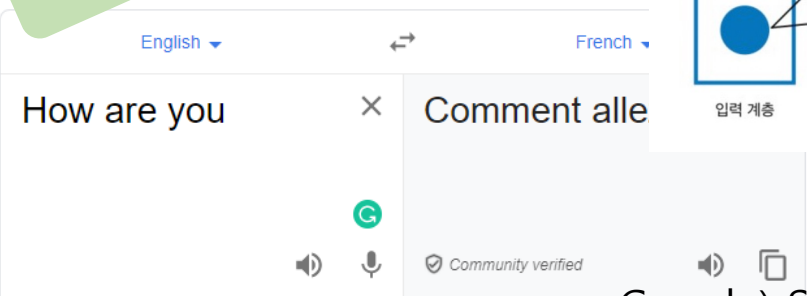 English French
How are you Comment alle
입력 계층
Community verified